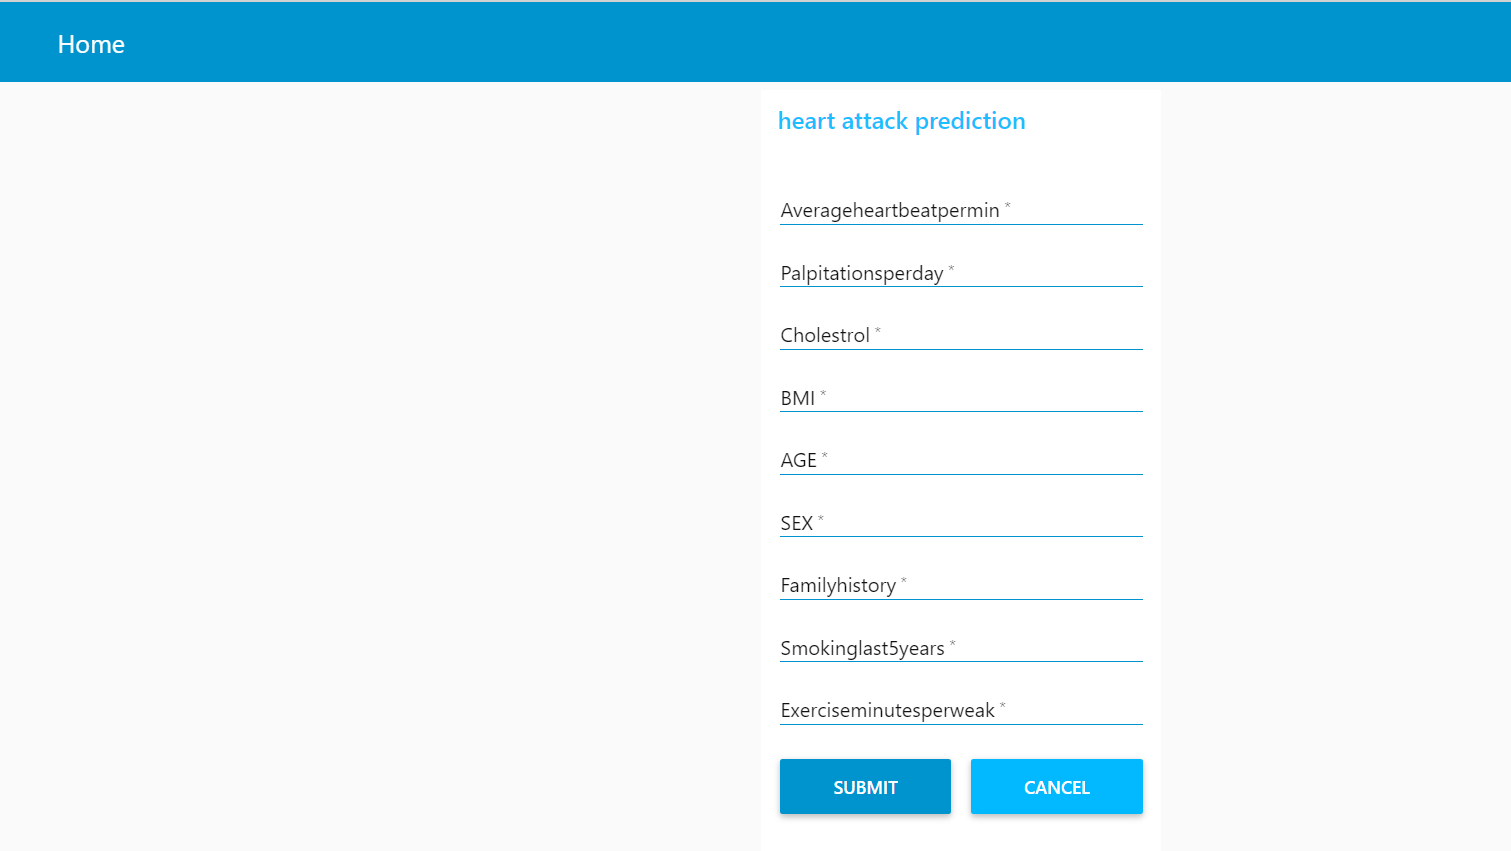 Home
heart attack prediction
Averageheartbeatpermin *
Palpitationsperday *
Cholestrol *
BMI *
AGE *
SEX *
Familyhistory *
Smokinglast5years *
Exerciseminutesperweak *
SUBMIT CANCEL